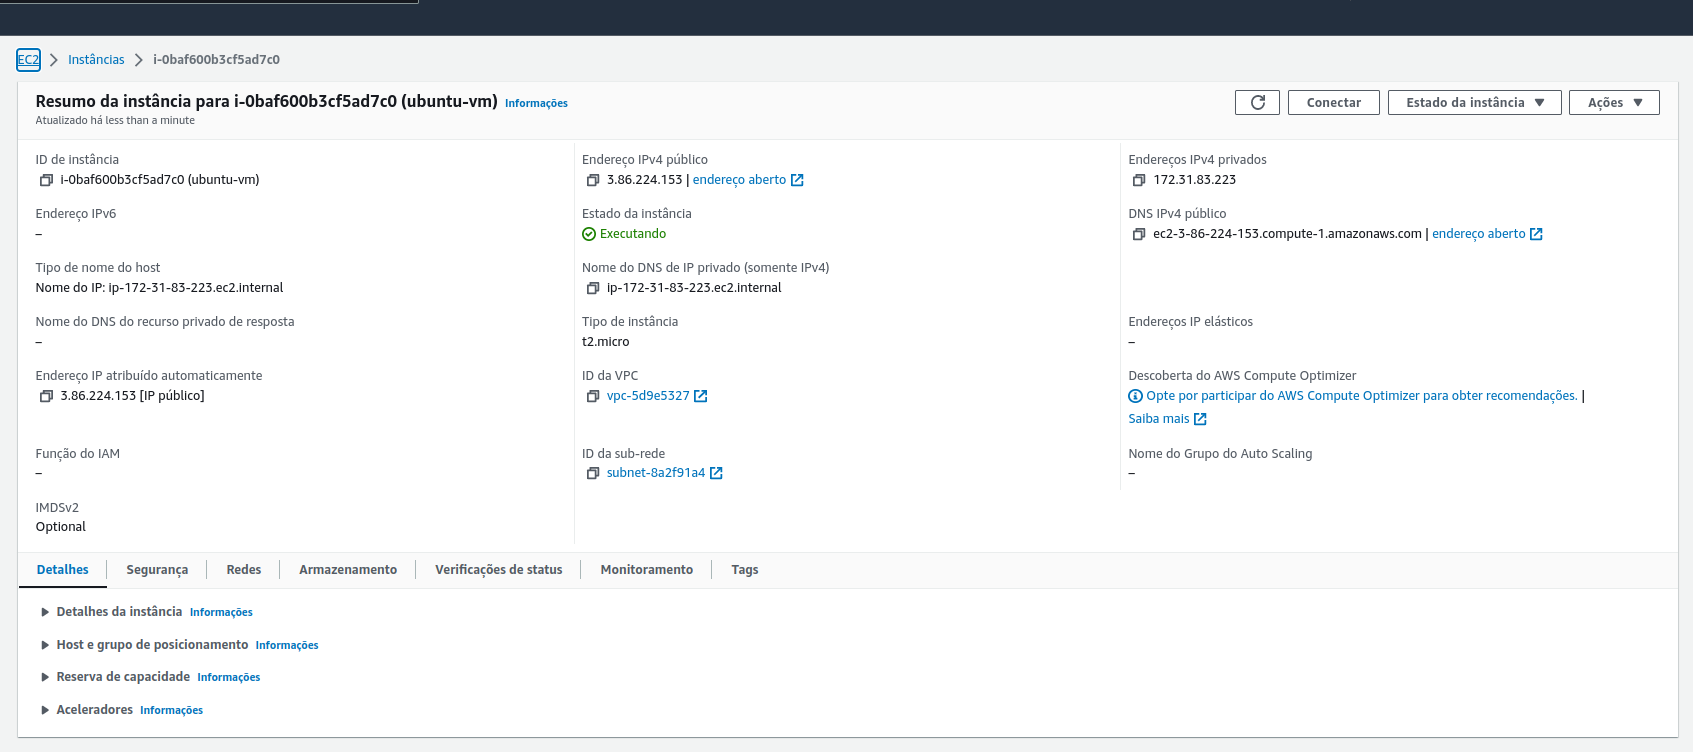 EC2 Instâncias i-0baf600b3cf5ad7c0
Resumo da instância para i-0baf600b3cf5ad7c0 (ubuntu-vm) Informações
Atualizado há less than a minute
Conectar Estado da instância Ações
ID de instância
i-0baf600b3cf5ad7c0 (ubuntu-vm)
Endereço IPv4 público
3.86.224.153 | endereço aberto
Endereços IPv4 privados
172.31.83.223
Endereço IPv6
–
Estado da instância
Executando
DNS IPv4 público
ec2-3-86-224-153.compute-1.amazonaws.com | endereço aberto
Tipo de nome do host
Nome do IP: ip-172-31-83-223.ec2.internal
Nome do DNS de IP privado (somente IPv4)
ip-172-31-83-223.ec2.internal
Nome do DNS do recurso privado de resposta
–
Tipo de instância
t2.micro
Endereços IP elásticos
–
Endereço IP atribuído automaticamente
3.86.224.153 [IP público]
ID da VPC
vpc-5d9e5327
Descoberta do AWS Compute Optimizer
Opte por participar do AWS Compute Optimizer para obter recomendações. |
Saiba mais
Função do IAM
–
ID da sub-rede
subnet-8a2f91a4
Nome do Grupo do Auto Scaling
–
IMDSv2
Optional
Detalhes Segurança Redes Armazenamento Verificações de status Monitoramento Tags
Detalhes da instância Informações
Host e grupo de posicionamento Informações
Reserva de capacidade Informações
Aceleradores Informações